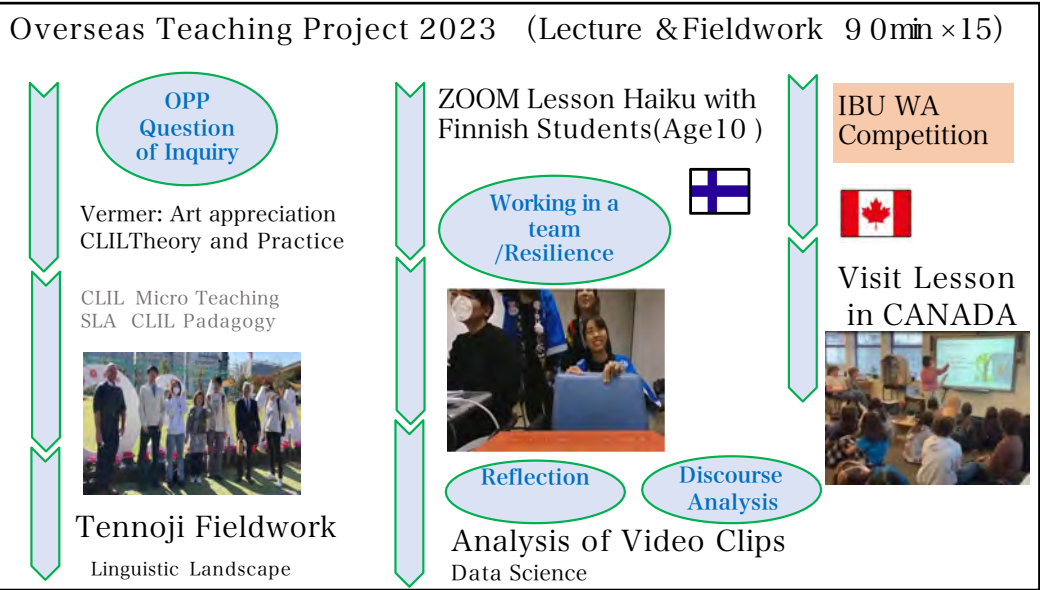 Overseas Teaching Project 2023 (Lecture &Fieldwork 90min×15)
OPP
Question
of Inquiry
Vermer: Art appreciation
CLILTheory and Practice
CLIL Micro Teaching
SLA CLIL Padagogy
Tennoji Fieldwork
Linguistic Landscape
ZOOM Lesson Haiku with
Finnish Students(Age10 )
Working in a
team
/Resilience
Reflection
Discourse
Analysis
Analysis of Video Clips
Data Science
IBU WA
Competition
Visit Lesson
in CANADA